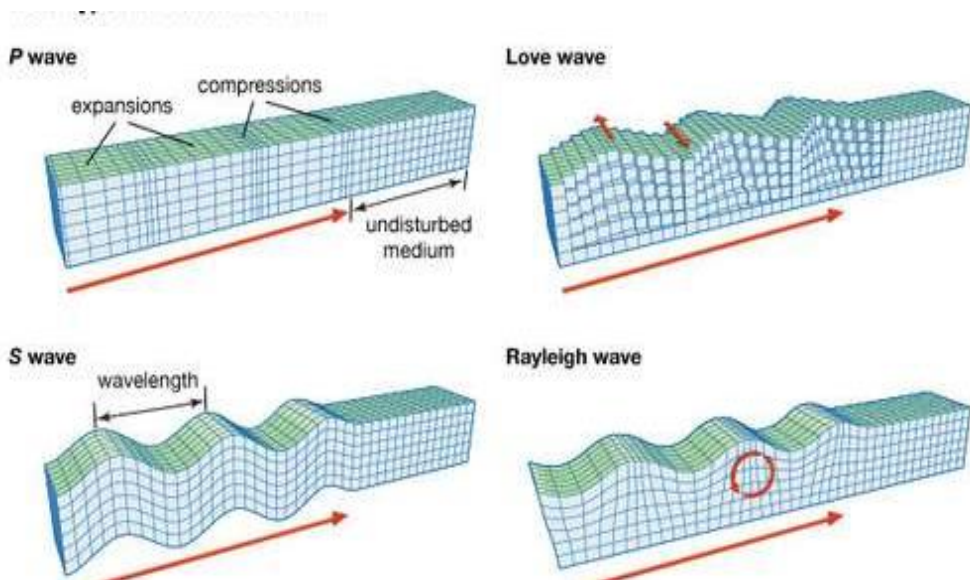 P wave
expansions
compressions
undisturbed
medium
Love wave
S wave
wavelength
Rayleigh wave